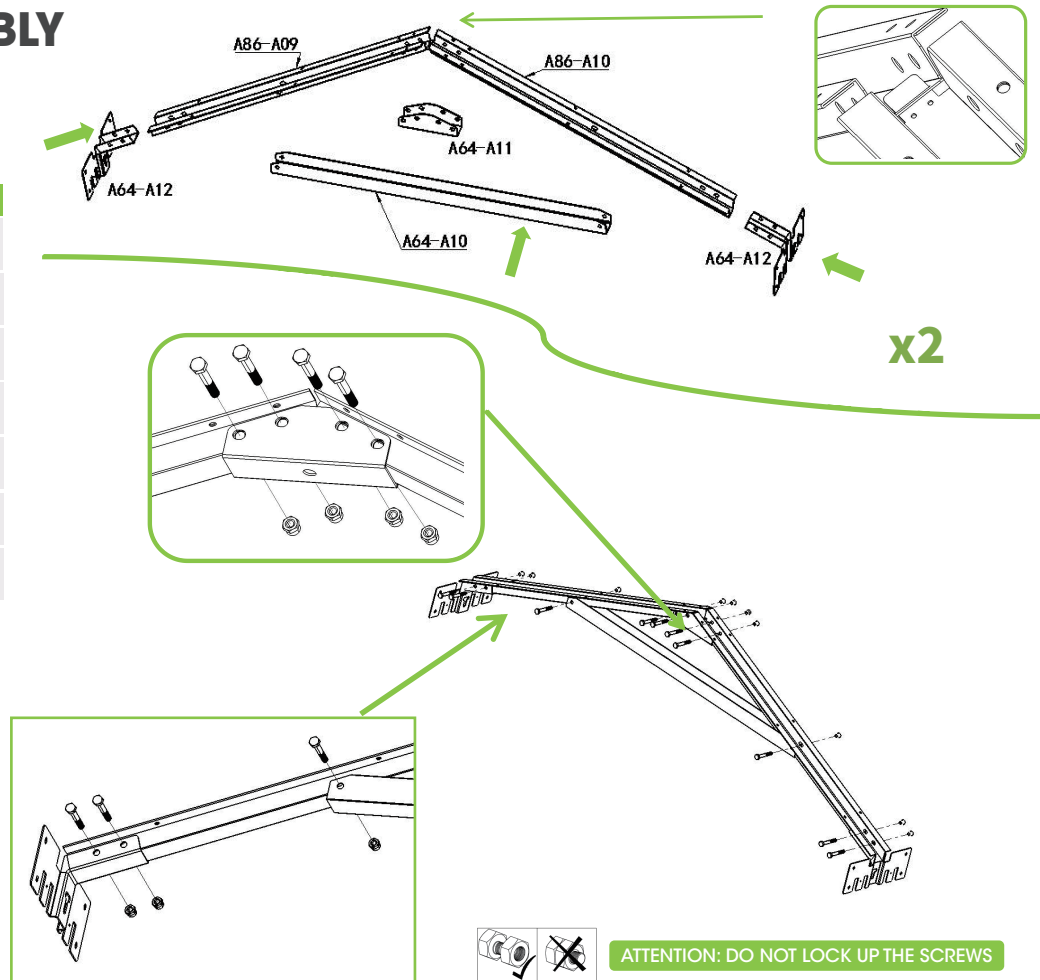 BLY
A86-A09
A86-A10
A64-A11
A64-A12
A64-A10
A64-A12
x2
ATTENTION: DO NOT LOCK UP THE SCREWS